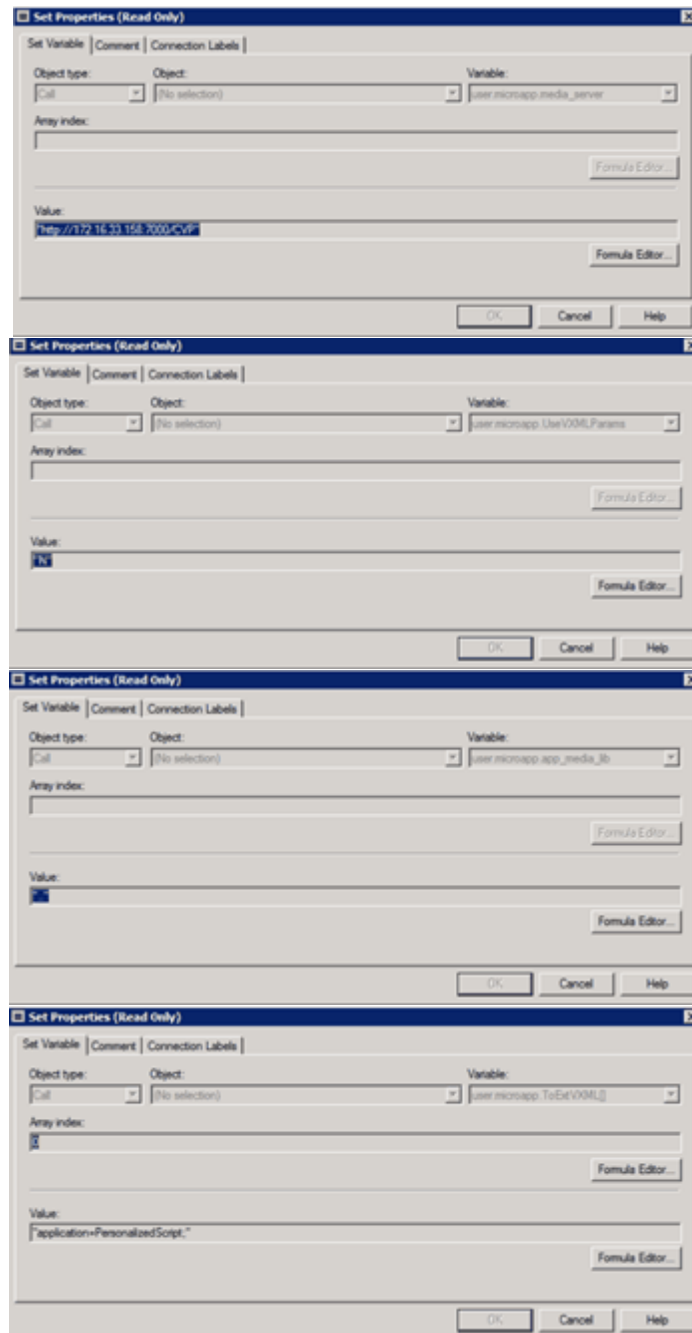 Set Properties (Read Only)
Set Variable Comment Connection Labels
Object type: Object: Variable:
Call (No selection) user.microapp.media_server
Array index:
Formula Editor...
Value:
"http://172.16.33.158:7000/CVP"
Formula Editor...
OK Cancel Help
Set Properties (Read Only)
Set Variable Comment Connection Labels
Object type: Object: Variable:
Call (No selection) user.microapp.UseVXMLParams
Array index:
Formula Editor...
Value:
"N"
Formula Editor...
OK Cancel Help
Set Properties (Read Only)
Set Variable Comment Connection Labels
Object type: Object: Variable:
Call (No selection) user.microapp.app_media_lib
Array index:
Formula Editor...
Value:
Formula Editor...
OK Cancel Help
Set Properties (Read Only)
Set Variable Comment Connection Labels
Object type: Object: Variable:
Call (No selection) user.microapp.ToExtVXML[]
Array index:
0
Formula Editor...
Value:
"application=PersonalizedScript;"
Formula Editor...
OK Cancel Help